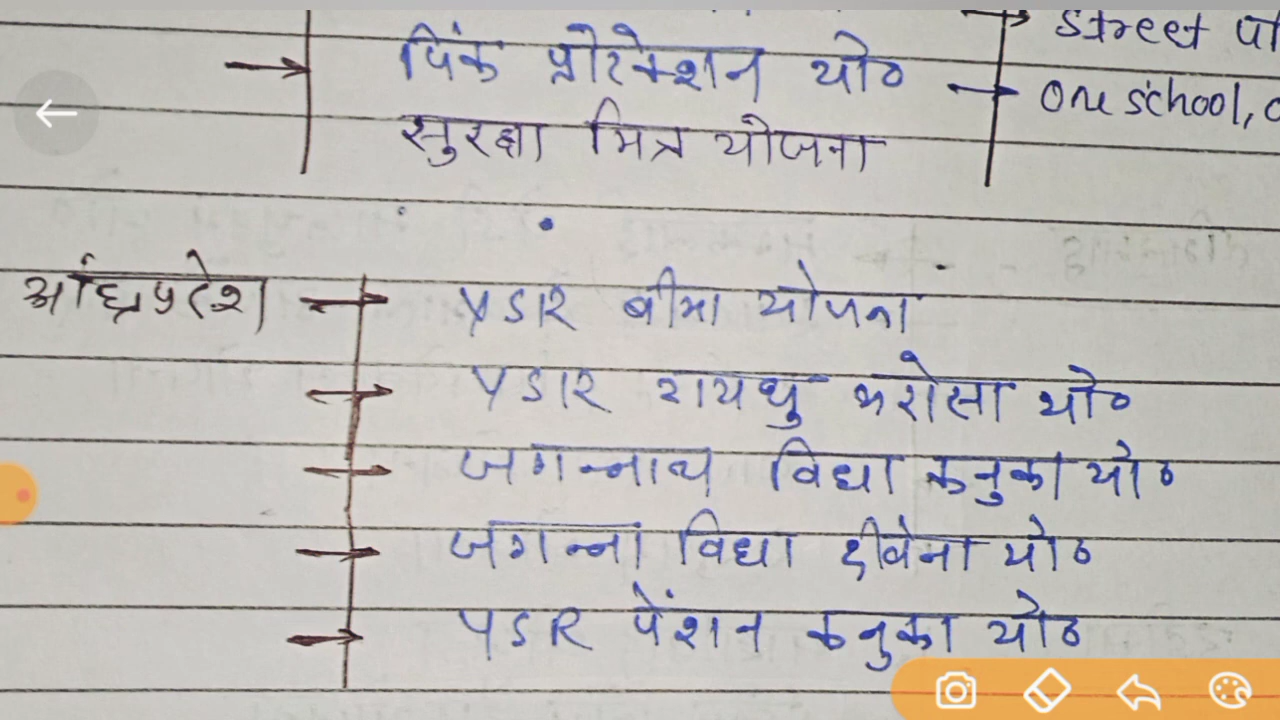 street
पिंक प्रोटेक्शन यो०
one school,
सुरक्षा मित्र योजना
आंध्रप्रदेश
YSR बीमा योजना
YSR रायथु भरोसा यो०
जगन्नाथ विधा कनुका यो०
जगन्ना विधा दीवेना यो०
YSR पेंशन कनुका यो०